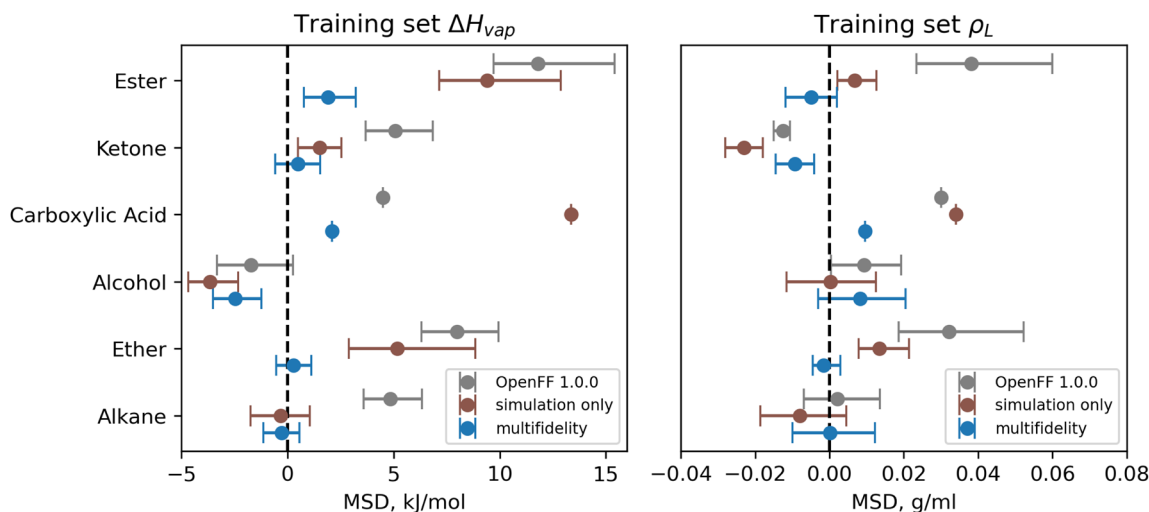 Training set ΔH_vap
Training set ρ_L
Ester
Ketone
Carboxylic Acid
Alcohol
Ether
Alkane
OpenFF 1.0.0
simulation only
multifidelity
OpenFF 1.0.0
simulation only
multifidelity
−5 0 5 10 15
−0.04 −0.02 0.00 0.02 0.04 0.06 0.08
MSD, kJ/mol
MSD, g/ml